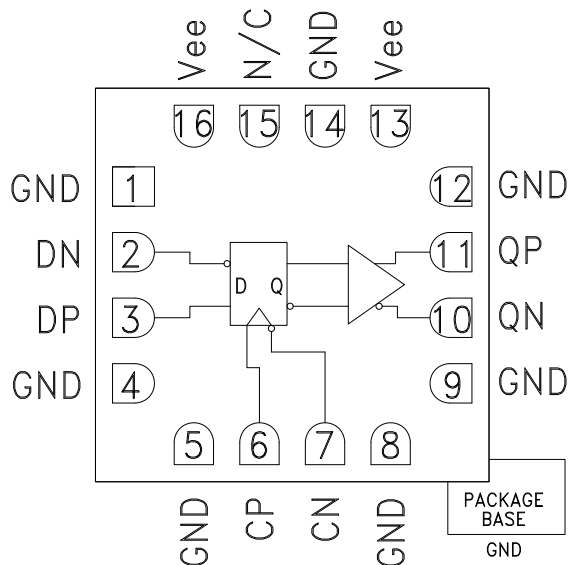 Vee N/C GND Vee
16 15 14 13
GND 1 12 GND
DN 2 11 QP
D Q
DP 3 10 QN
GND 4 9 GND
5 6 7 8
GND CP CN GND
PACKAGE
BASE
GND